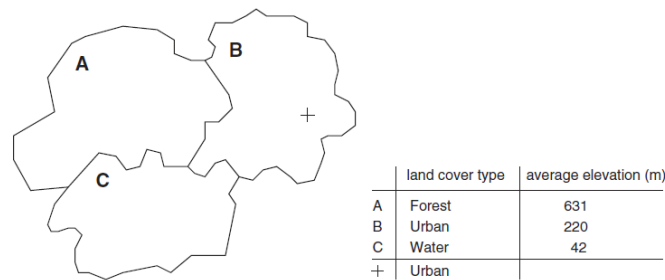 A
B
C
land cover type average elevation (m)
A Forest 631
B Urban 220
C Water 42
+ Urban